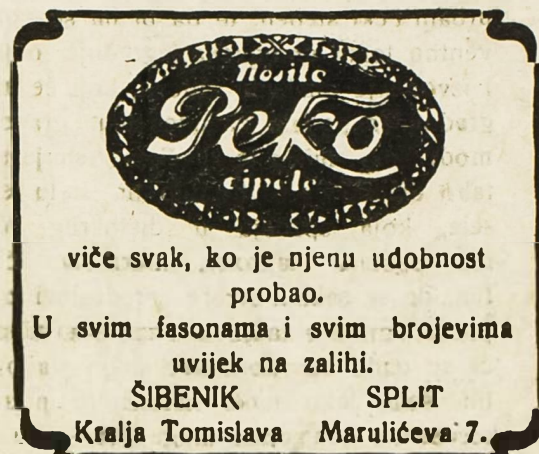 Nosite
Peko
cipele
viče svak, ko je njenu udobnost
probao.
U svim fasonama i svim brojevima
uvijek na zalihi.
ŠIBENIK SPLIT
Kralja Tomislava Marulićeva 7.